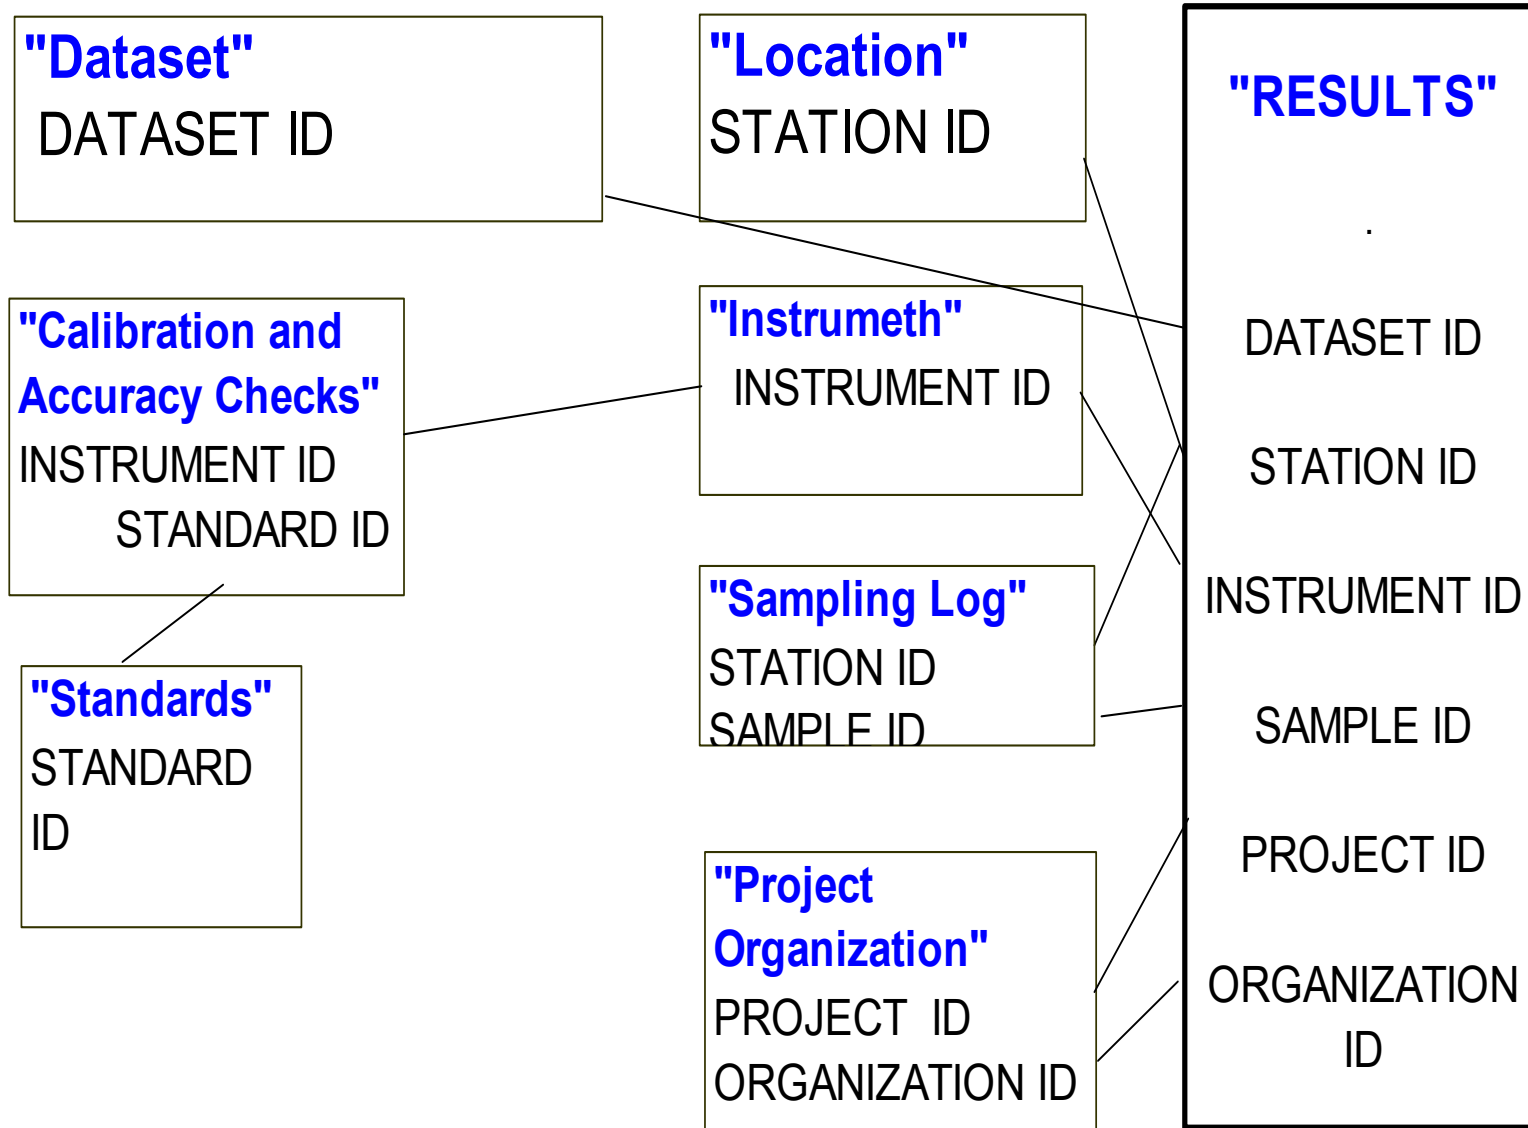 "Dataset"
DATASET ID
"Location"
STATION ID
"Calibration and
Accuracy Checks"
INSTRUMENT ID
STANDARD ID
"Instrumeth"
INSTRUMENT ID
"Standards"
STANDARD
ID
"Sampling Log"
STATION ID
SAMPLE ID
"Project
Organization"
PROJECT ID
ORGANIZATION ID
"RESULTS"
.
DATASET ID
STATION ID
INSTRUMENT ID
SAMPLE ID
PROJECT ID
ORGANIZATION
ID